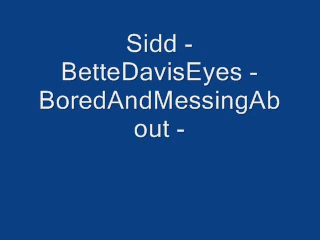 Sidd -
BetteDavisEyes -
BoredAndMessingAb
out -